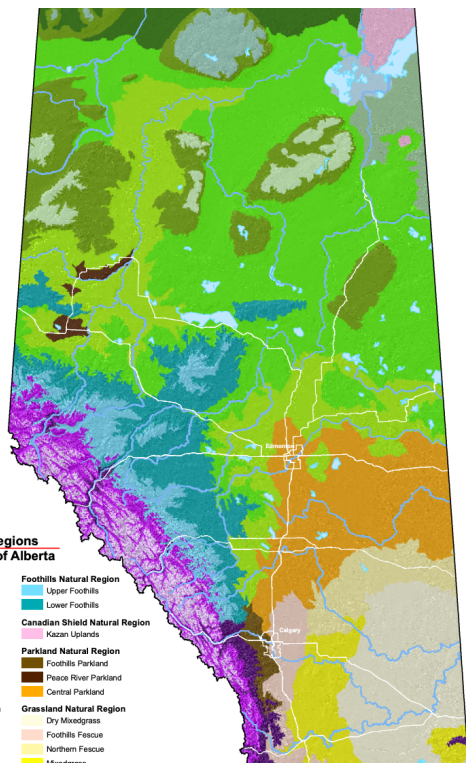 Edmonton
Calgary
egions
of Alberta
Foothills Natural Region
Upper Foothills
Lower Foothills
Canadian Shield Natural Region
Kazan Uplands
Parkland Natural Region
Foothills Parkland
Peace River Parkland
Central Parkland
Grassland Natural Region
Dry Mixedgrass
Foothills Fescue
Northern Fescue
Mixedgrass